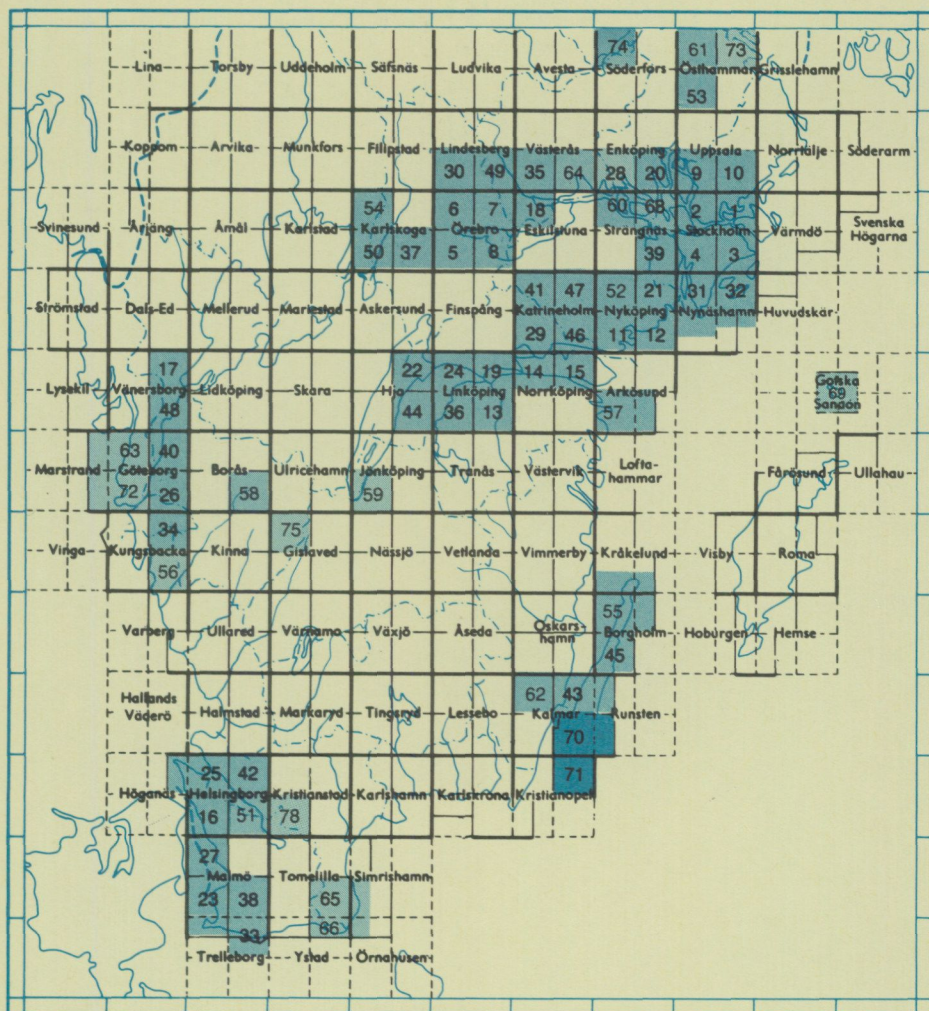 74 61 73
Lina Torsby Uddeholm Säfsnäs Ludvika Avesta Söderfors Östhammar Grisslehamn
53
Koppom Arvika Munkfors Filipstad Lindesberg Västerås Enköping Uppsala Norrtälje Söderarm
30 49 35 64 28 20 9 10
54 6 7 18 60 68 2 1
Svinesund Årjäng Åmål Karlstad Karlskoga Örebro Eskilstuna Strängnäs Stockholm Värmdö Svenska Högarna
50 37 5 8 39 4 3
41 47 52 21 31 32
Strömstad Dals-Ed Mellerud Mariestad Askersund Finspång Katrineholm Nyköping Nynäshamn Huvudskär
29 46 11 12
17 22 24 19 14 15
Lysekil Vänersborg Lidköping Skara Hjo Linköping Norrköping Arkösund Gotska Sandön
69
48 44 36 13 57
63 40
Marstrand Göteborg Borås Ulricehamn Jönköping Tranås Västervik Lofta-hammar Fårösund Ullahau
72 26 58 59
34 75
Vinga Kungsbacka Kinna Gislaved Nässjö Vetlanda Vimmerby Kråkelund Visby Roma
56
55
Varberg Ullared Värnamo Växjö Åseda Oskars-hamn Borgholm Hoburgen Hemse
45
62 43
Hallands Väderö Halmstad Markaryd Tingsryd Lessebo Kalmar Runsten
70
25 42 71
Höganäs Helsingborg Kristianstad Karlshamn Karlskrona Kristianopel
16 51 78
27
Malmö Tomelilla Simrishamn
23 38 65
33 66
Trelleborg Ystad Örnahusen